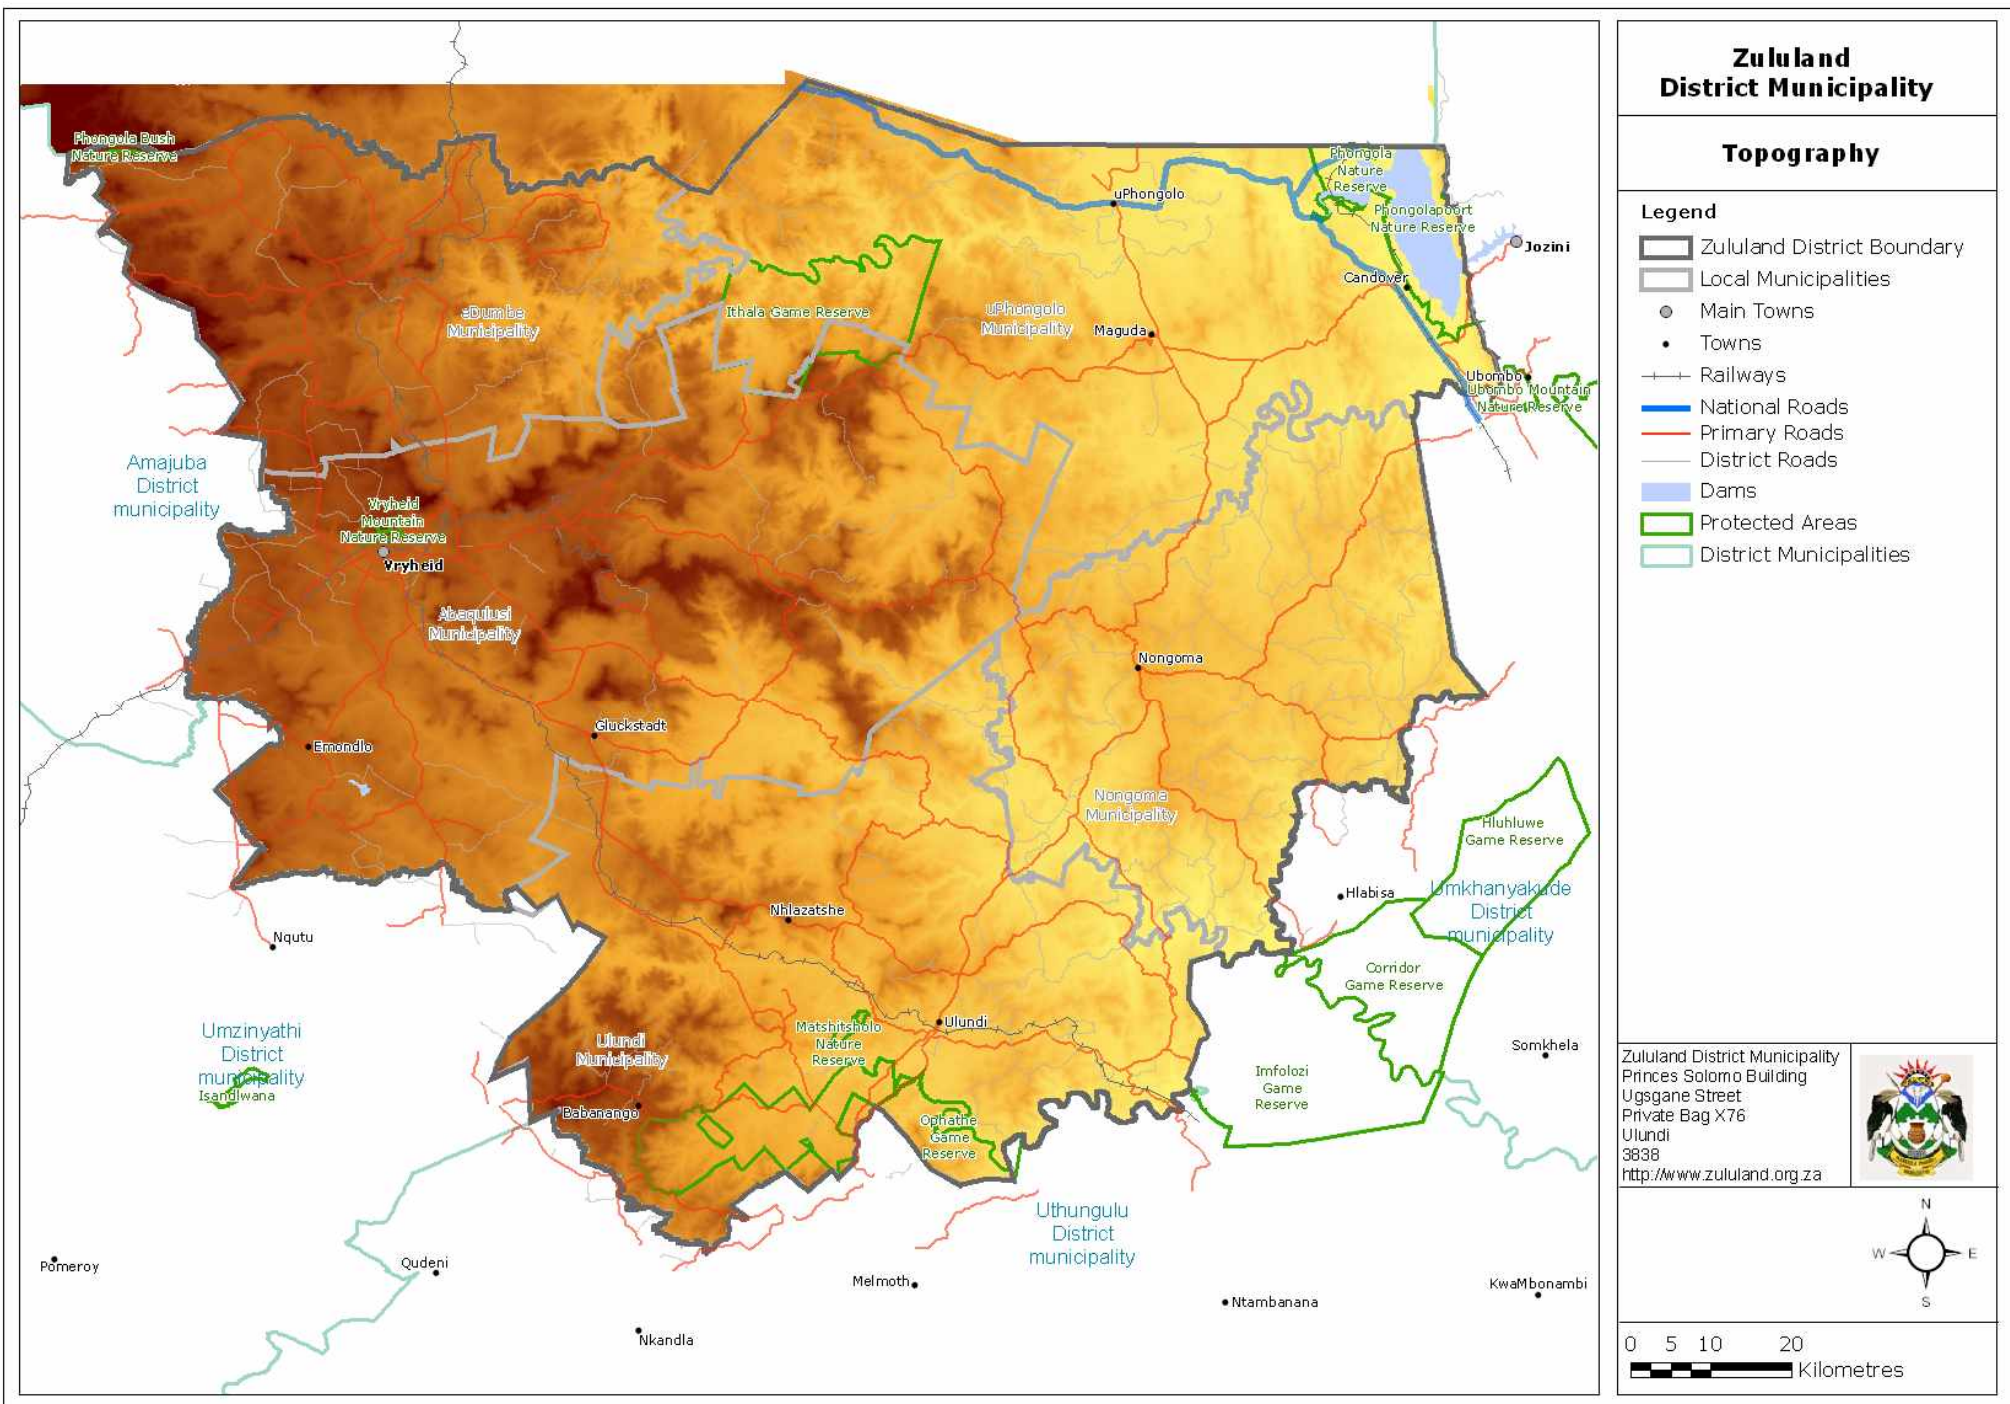 Zululand
District Municipality
Topography
Legend
Zululand District Boundary
Local Municipalities
Main Towns
Towns
Railways
National Roads
Primary Roads
District Roads
Dams
Protected Areas
District Municipalities
Zululand District Municipality
Princes Solomo Building
Ugsgane Street
Private Bag X76
Ulundi
3838
http://www.zululand.org.za
N
W
E
S
0 5 10 20
Kilometres
Phongola Bush
Nature Reserve
Phongola
Nature
Reserve
uPhongolo
Phongolapoort
Nature Reserve
Jozini
Candover
eDumbe
Municipality
Ithala Game Reserve
uPhongolo
Municipality
Maguda
Ubombo
Ubombo Mountain
Nature Reserve
Amajuba
District
municipality
Vryheid
Mountain
Nature Reserve
Vryheid
Abaqulusi
Municipality
Nongoma
Gluckstadt
Emondlo
Nongoma
Municipality
Hluhluwe
Game Reserve
Hlabisa
Umkhanyakude
District
municipality
Nhlazatshe
Nqutu
Corridor
Game Reserve
Umzinyathi
District
municipality
Isandlwana
Ulundi
Municipality
Matshitsholo
Nature
Reserve
Ulundi
Somkhela
Imfolozi
Game
Reserve
Babanango
Ophathe
Game
Reserve
Uthungulu
District
municipality
Pomeroy
Qudeni
Melmoth
KwaMbonambi
Ntambanana
Nkandla